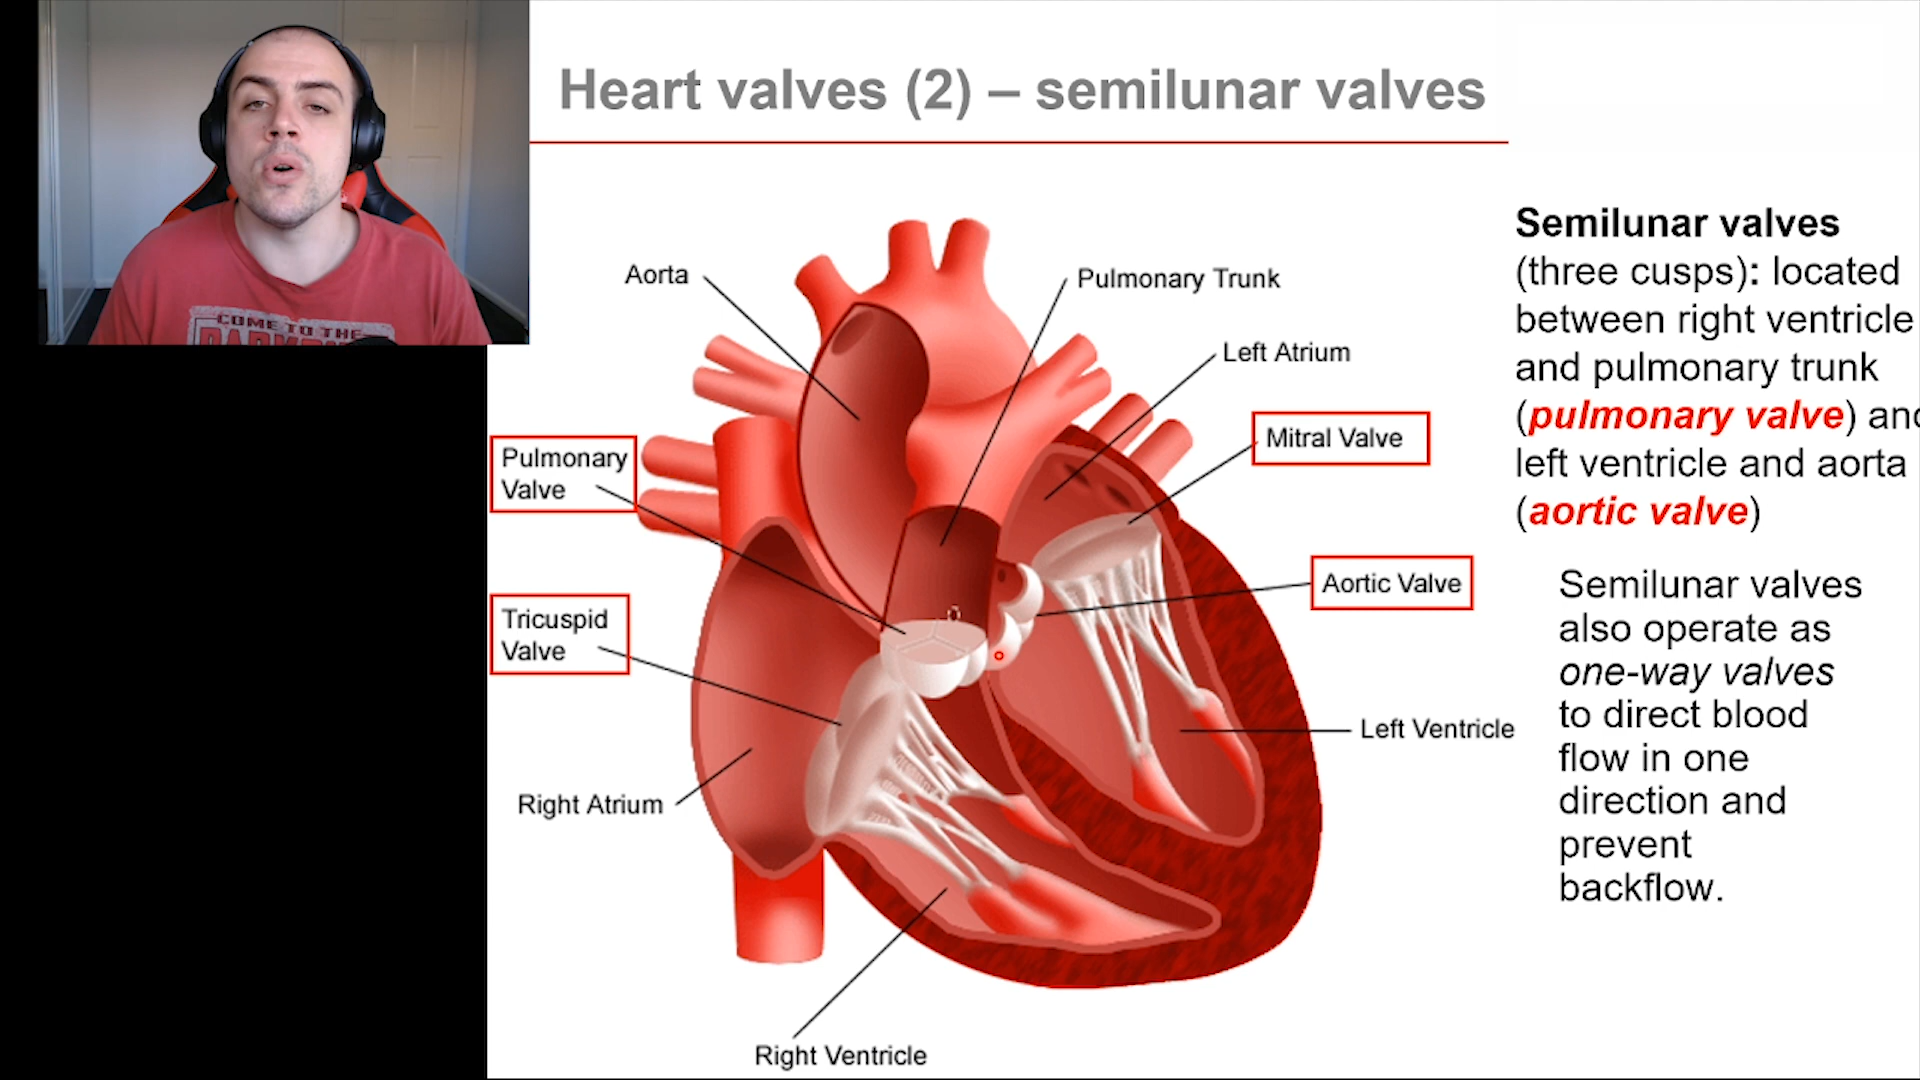 COME TO THE
Heart valves (2) – semilunar valves
Aorta
Pulmonary Trunk
Left Atrium
Mitral Valve
Pulmonary
Valve
Aortic Valve
Tricuspid
Valve
Left Ventricle
Right Atrium
Right Ventricle
Semilunar valves
(three cusps): located
between right ventricle
and pulmonary trunk
(pulmonary valve)
left ventricle and aorta
(aortic valve)
Semilunar valves
also operate as
one-way valves
to direct blood
flow in one
direction and
prevent
backflow.